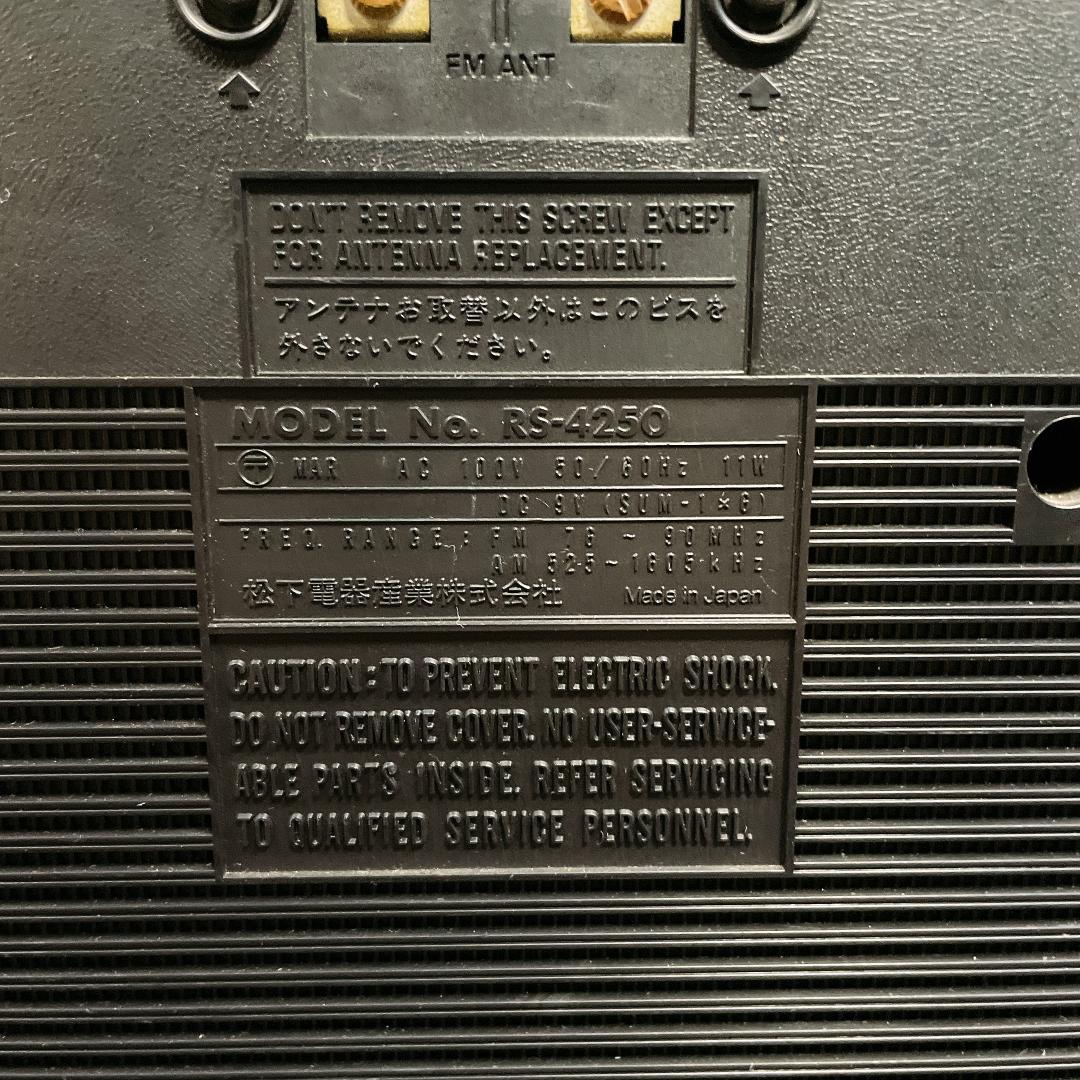 FM ANT
DON'T REMOVE THIS SCREW EXCEPT
FOR ANTENNA REPLACEMENT.
アンテナお取替以外はこのビスを
外さないでください。
MODEL No. RS-4250
〒 MAR AC 100V 50/60Hz 11W
DC 9V (SUM-1×6)
FREQ. RANGE: FM 76 ~ 90MHz
AM 525~1605kHz
松下電器産業株式会社 Made in Japan
CAUTION: TO PREVENT ELECTRIC SHOCK.
DO NOT REMOVE COVER. NO USER-SERVICE-
ABLE PARTS INSIDE. REFER SERVICING
TO QUALIFIED SERVICE PERSONNEL.